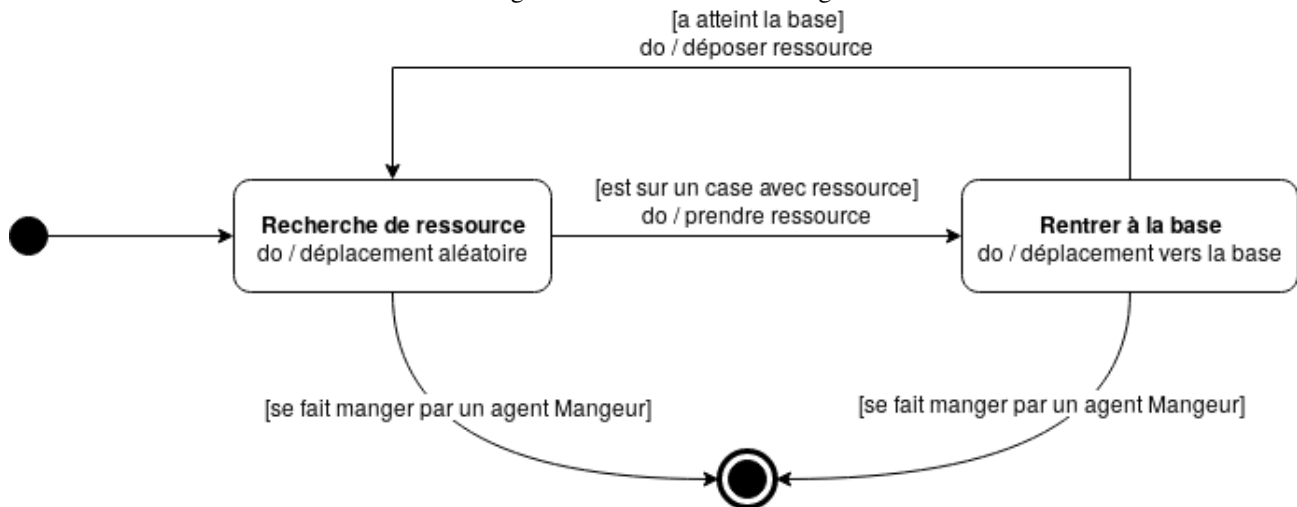 [a atteint la base]
do / déposer ressource
[est sur un case avec ressource]
do / prendre ressource
Recherche de ressource
do / déplacement aléatoire
Rentrer à la base
do / déplacement vers la base
[se fait manger par un agent Mangeur]
[se fait manger par un agent Mangeur]